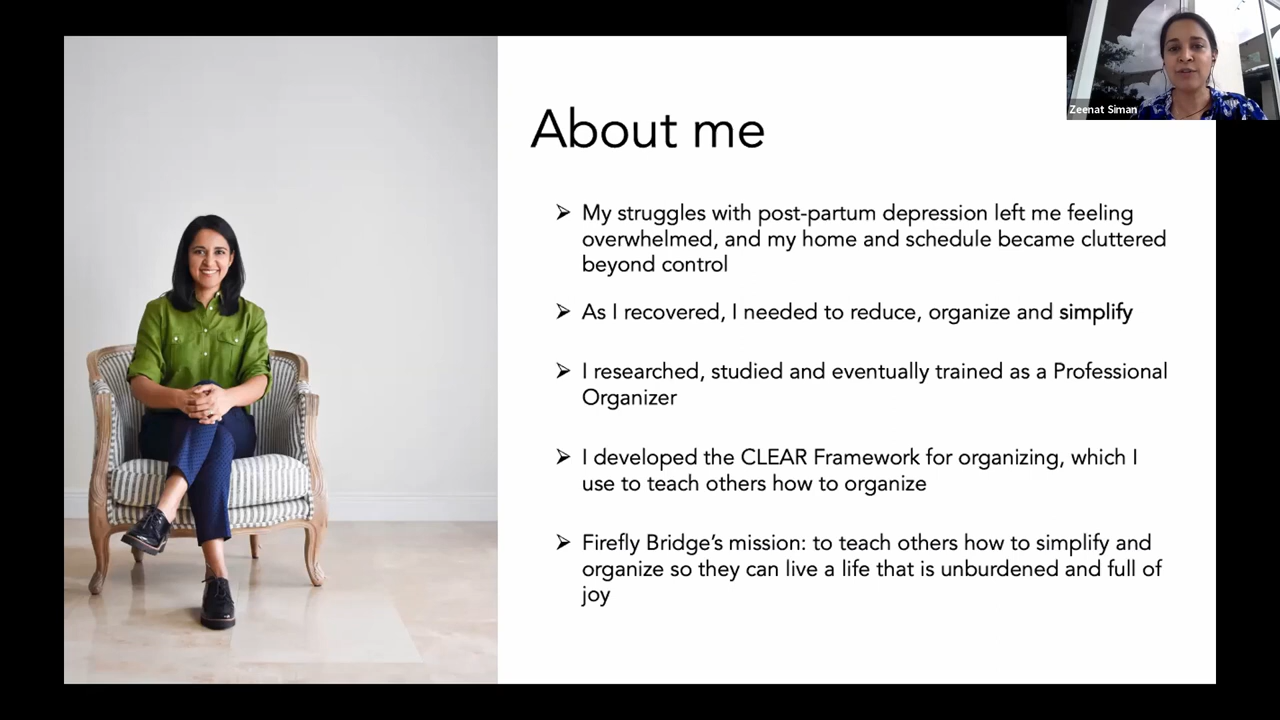 Zeenat Siman
About me
➢ My struggles with post-partum depression left me feeling
overwhelmed, and my home and schedule became cluttered
beyond control
➢ As I recovered, I needed to reduce, organize and simplify
➢ I researched, studied and eventually trained as a Professional
Organizer
➢ I developed the CLEAR Framework for organizing, which I
use to teach others how to organize
➢ Firefly Bridge’s mission: to teach others how to simplify and
organize so they can live a life that is unburdened and full of
joy